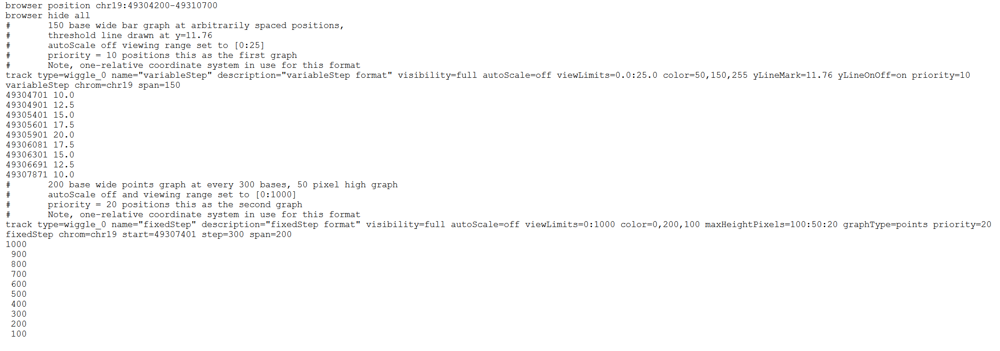 browser position chr19:49304200-49310700
browser hide all
#       150 base wide bar graph at arbitrarily spaced positions,
#       threshold line drawn at y=11.76
#       autoScale off viewing range set to [0:25]
#       priority = 10 positions this as the first graph
#       Note, one-relative coordinate system in use for this format
track type=wiggle_0 name="variableStep" description="variableStep format" visibility=full autoScale=off viewLimits=0.0:25.0 color=50,150,255 yLineMark=11.76 yLineOnOff=on priority=10
variableStep chrom=chr19 span=150
49304701 10.0
49304901 12.5
49305401 15.0
49305601 17.5
49305901 20.0
49306081 17.5
49306301 15.0
49306691 12.5
49307871 10.0
#       200 base wide points graph at every 300 bases, 50 pixel high graph
#       autoScale off and viewing range set to [0:1000]
#       priority = 20 positions this as the second graph
#       Note, one-relative coordinate system in use for this format
track type=wiggle_0 name="fixedStep" description="fixedStep format" visibility=full autoScale=off viewLimits=0:1000 color=0,200,100 maxHeightPixels=100:50:20 graphType=points priority=20
fixedStep chrom=chr19 start=49307401 step=300 span=200
1000
 900
 800
 700
 600
 500
 400
 300
 200
 100